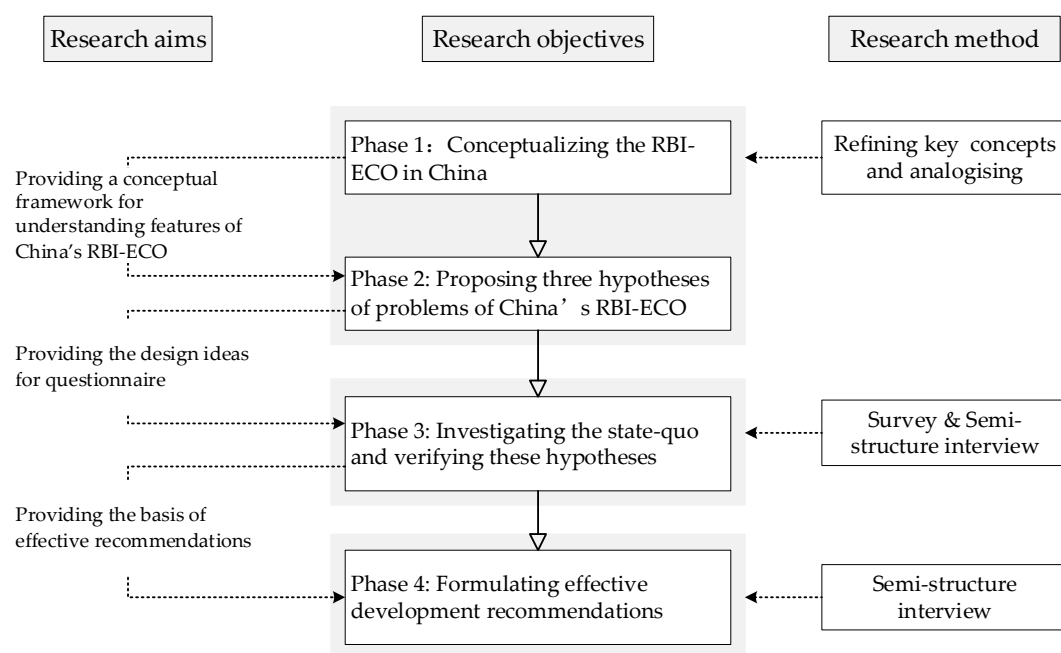 Research aims
Research objectives
Research method
Phase 1：Conceptualizing the RBI-
ECO in China
Refining key concepts
and analogising
Providing a conceptual
framework for
understanding features of
China's RBI-ECO
Phase 2: Proposing three hypotheses
of problems of China’s RBI-ECO
Providing the design ideas
for questionnaire
Phase 3: Investigating the state-quo
and verifying these hypotheses
Survey & Semi-
structure interview
Providing the basis of
effective recommendations
Phase 4: Formulating effective
development recommendations
Semi-structure
interview